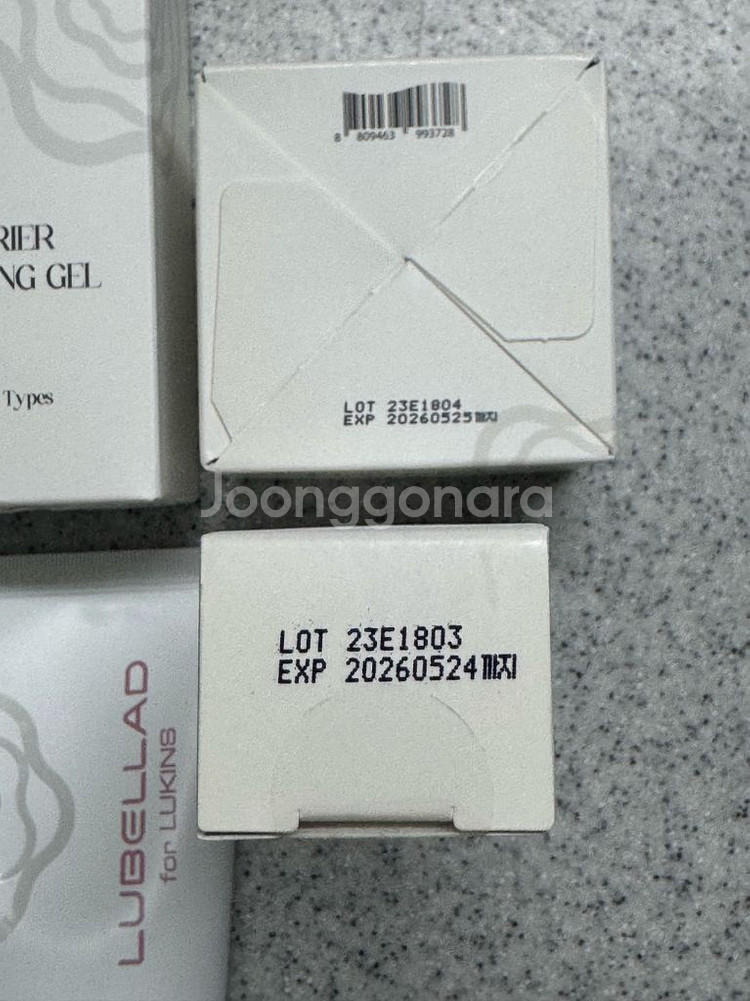 RIER
NG GEL
Types
8 809463 993728
LOT 23E1804
EXP 20260525까지
Joonggonara
LOT 23E1803
EXP 20260524까지
LUBELLAD
for LUKINS